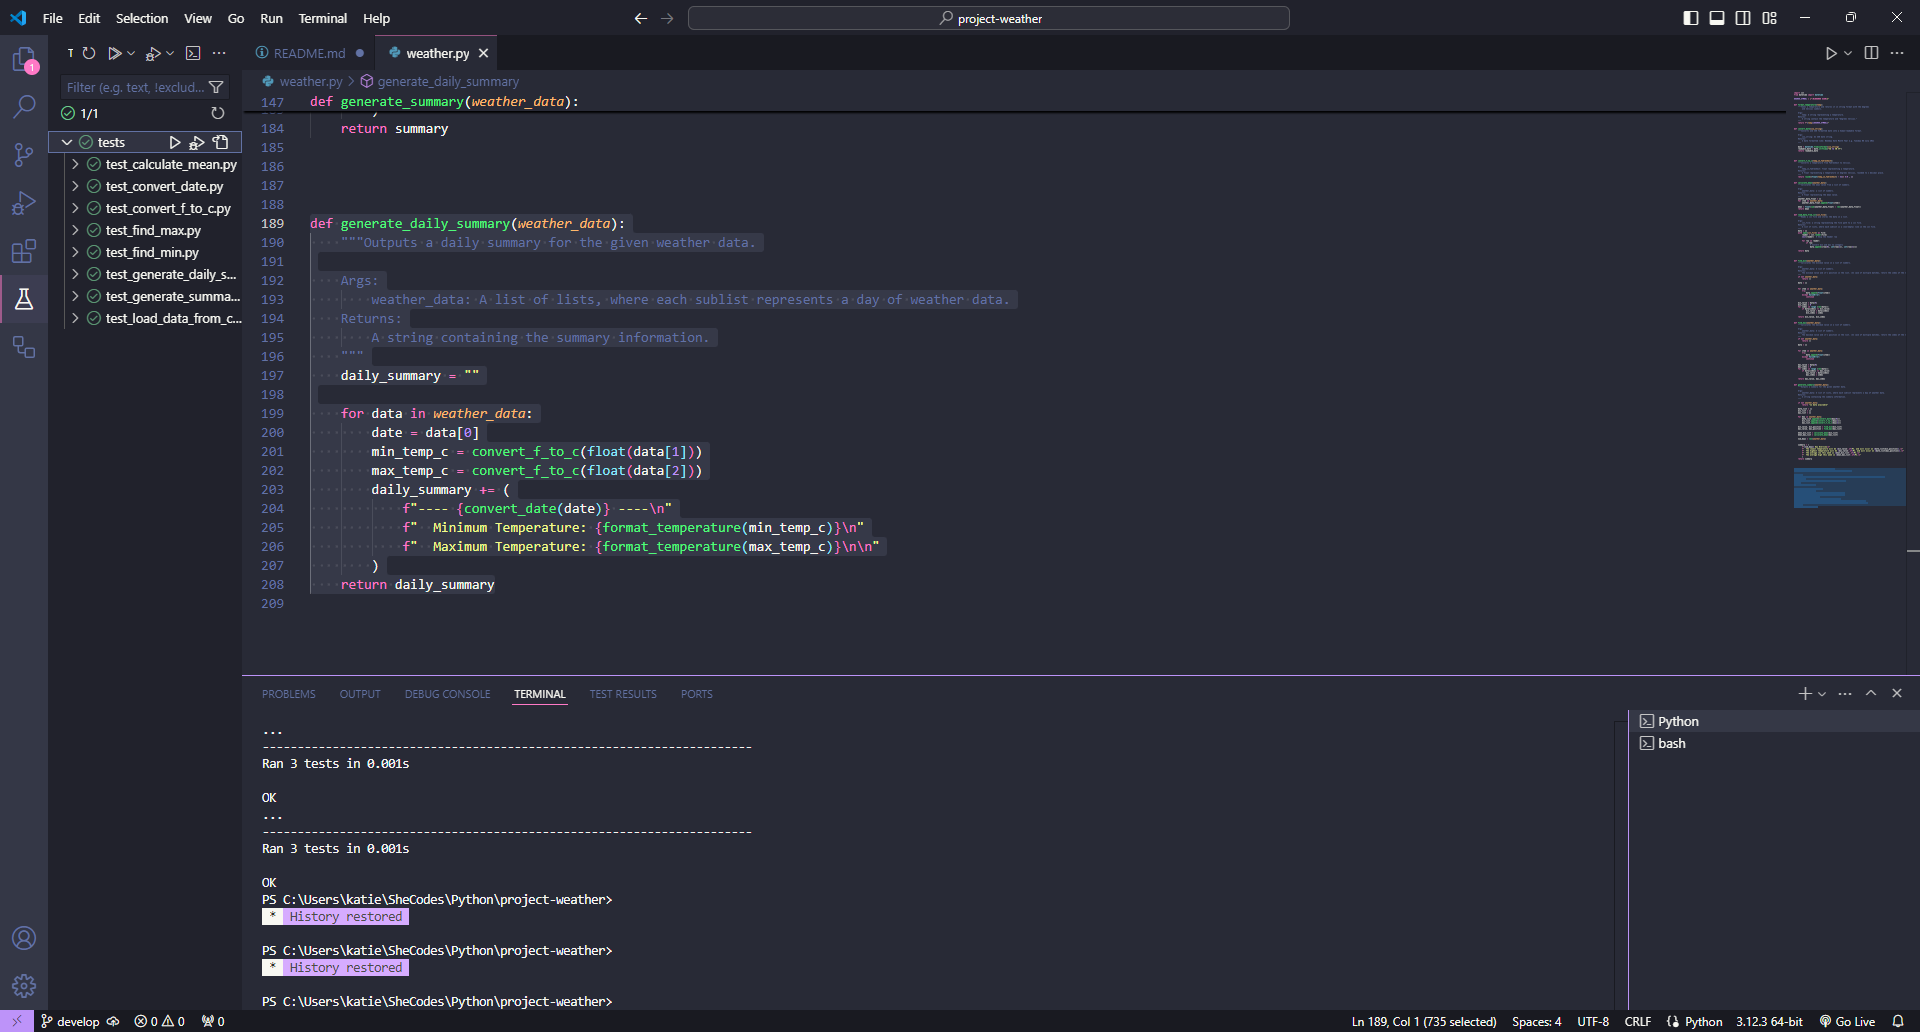 File Edit Selection View Go Run Terminal Help
project-weather
T
README.md
weather.py
1
Filter (e.g. text, !exclud...
1/1
tests
test_calculate_mean.py
test_convert_date.py
test_convert_f_to_c.py
test_find_max.py
test_find_min.py
test_generate_daily_s...
test_generate_summa...
test_load_data_from_c...
weather.py > generate_daily_summary
147 def generate_summary(weather_data):
184 return summary
185
186
187
188
189 def generate_daily_summary(weather_data):
190 """Outputs a daily summary for the given weather data.
191
192 Args:
193 weather_data: A list of lists, where each sublist represents a day of weather data.
194 Returns:
195 A string containing the summary information.
196 """
197 daily_summary = ""
198
199 for data in weather_data:
200 date = data[0]
201 min_temp_c = convert_f_to_c(float(data[1]))
202 max_temp_c = convert_f_to_c(float(data[2]))
203 daily_summary += (
204 f"---- {convert_date(date)} ----\n"
205 f"  Minimum Temperature: {format_temperature(min_temp_c)}\n"
206 f"  Maximum Temperature: {format_temperature(max_temp_c)}\n\n"
207 )
208 return daily_summary
209
PROBLEMS OUTPUT DEBUG CONSOLE TERMINAL TEST RESULTS PORTS
...
----------------------------------------------------------------------
Ran 3 tests in 0.001s
OK
...
----------------------------------------------------------------------
Ran 3 tests in 0.001s
OK
PS C:\Users\katie\SheCodes\Python\project-weather>
* History restored
PS C:\Users\katie\SheCodes\Python\project-weather>
* History restored
PS C:\Users\katie\SheCodes\Python\project-weather>
Python
bash
develop 0 0 0
Ln 189, Col 1 (735 selected) Spaces: 4 UTF-8 CRLF Python 3.12.3 64-bit Go Live